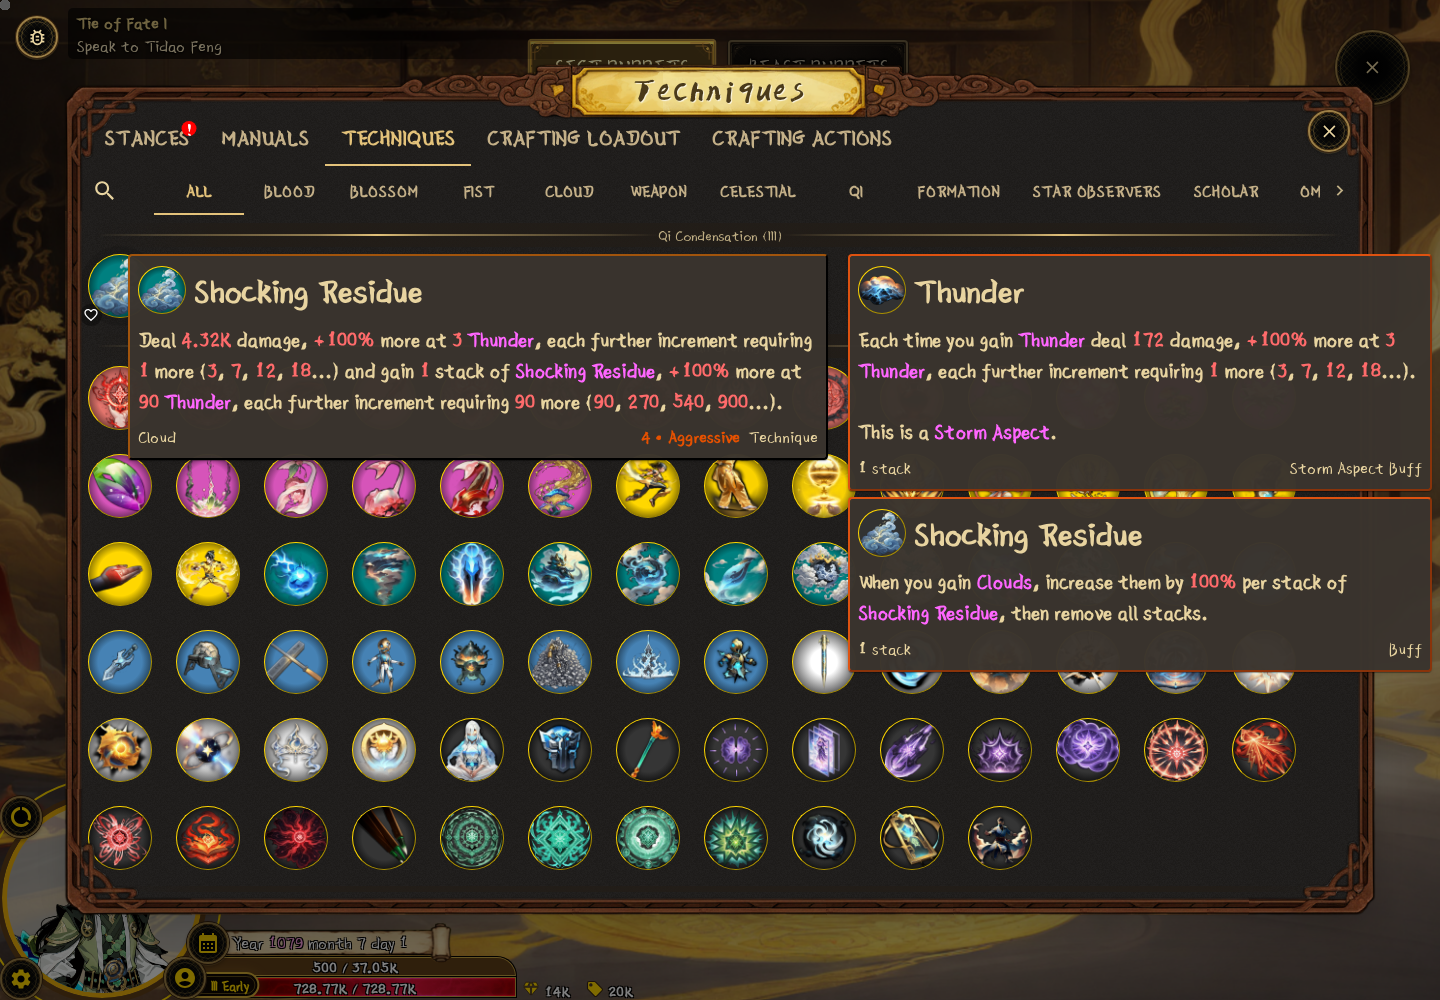 Tie of Fate I
Speak to Tidao Feng
Techniques
STANCES
MANUALS
TECHNIQUES
CRAFTING LOADOUT
CRAFTING ACTIONS
ALL
BLOOD
BLOSSOM
FIST
CLOUD
WEAPON
CELESTIAL
QI
FORMATION
STAR OBSERVERS
SCHOLAR
OM
Qi Condensation (III)
Shocking Residue
Deal 4.32K damage, +100% more at 3 Thunder, each further increment requiring
1 more (3, 7, 12, 18...) and gain 1 stack of Shocking Residue, +100% more at
90 Thunder, each further increment requiring 90 more (90, 270, 540, 900...).
Cloud
4 • Aggressive Technique
Thunder
Each time you gain Thunder deal 172 damage, +100% more at 3
Thunder, each further increment requiring 1 more (3, 7, 12, 18...).
This is a Storm Aspect.
1 stack
Storm Aspect Buff
Shocking Residue
When you gain Clouds, increase them by 100% per stack of
Shocking Residue, then remove all stacks.
1 stack
Buff
Year 1079 month 7 day 1
500 / 37.05K
III Early
728.77K / 728.77K
14K
20K